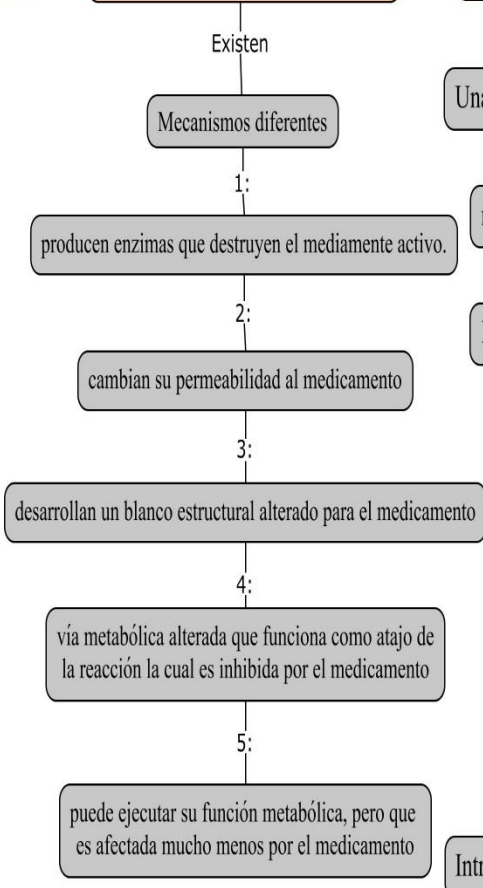 Existen
Mecanismos diferentes
1:
producen enzimas que destruyen el mediamente activo.
2:
cambian su permeabilidad al medicamento
3:
desarrollan un blanco estructural alterado para el medicamento
4:
vía metabólica alterada que funciona como atajo de
la reacción la cual es inhibida por el medicamento
5:
puede ejecutar su función metabólica, pero que
es afectada mucho menos por el medicamento